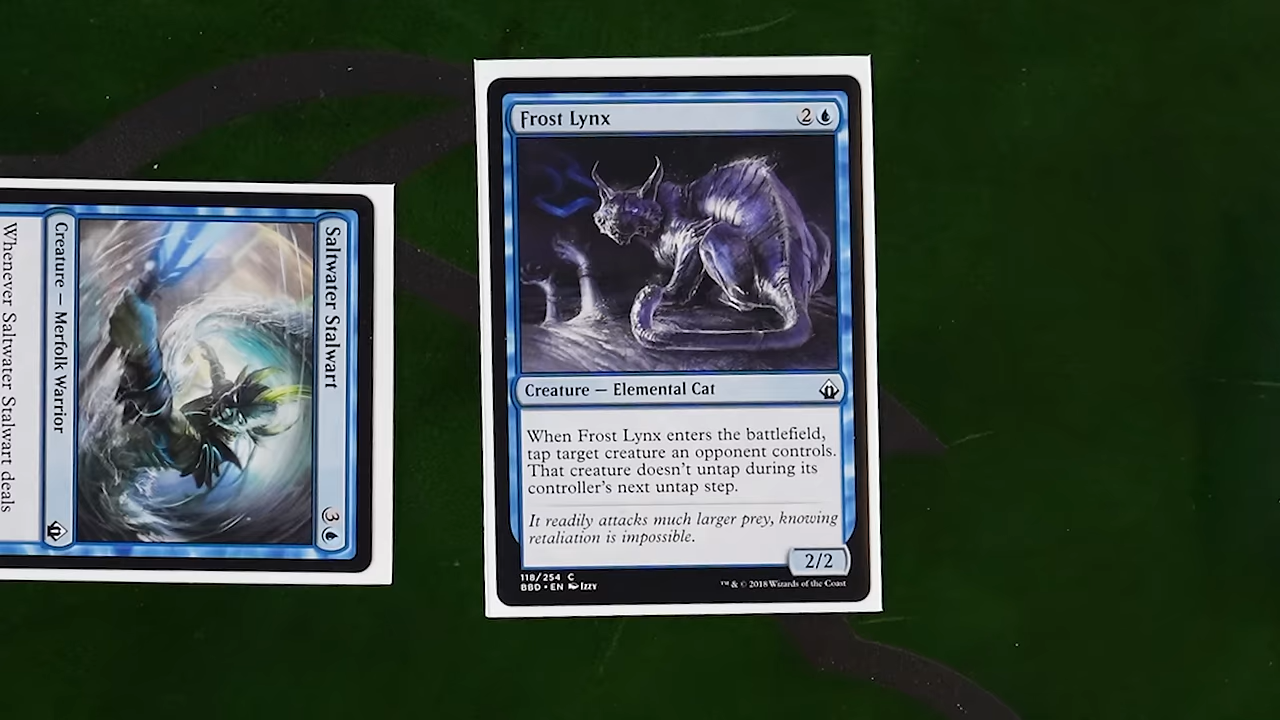 Saltwater Stalwart
3
Creature — Merfolk Warrior
Whenever Saltwater Stalwart deals
Frost Lynx
2
Creature — Elemental Cat
When Frost Lynx enters the battlefield,
tap target creature an opponent controls.
That creature doesn't untap during its
controller's next untap step.
It readily attacks much larger prey, knowing
retaliation is impossible.
2/2
118/254 C
BBD • EN Izzy
™ & © 2018 Wizards of the Coast